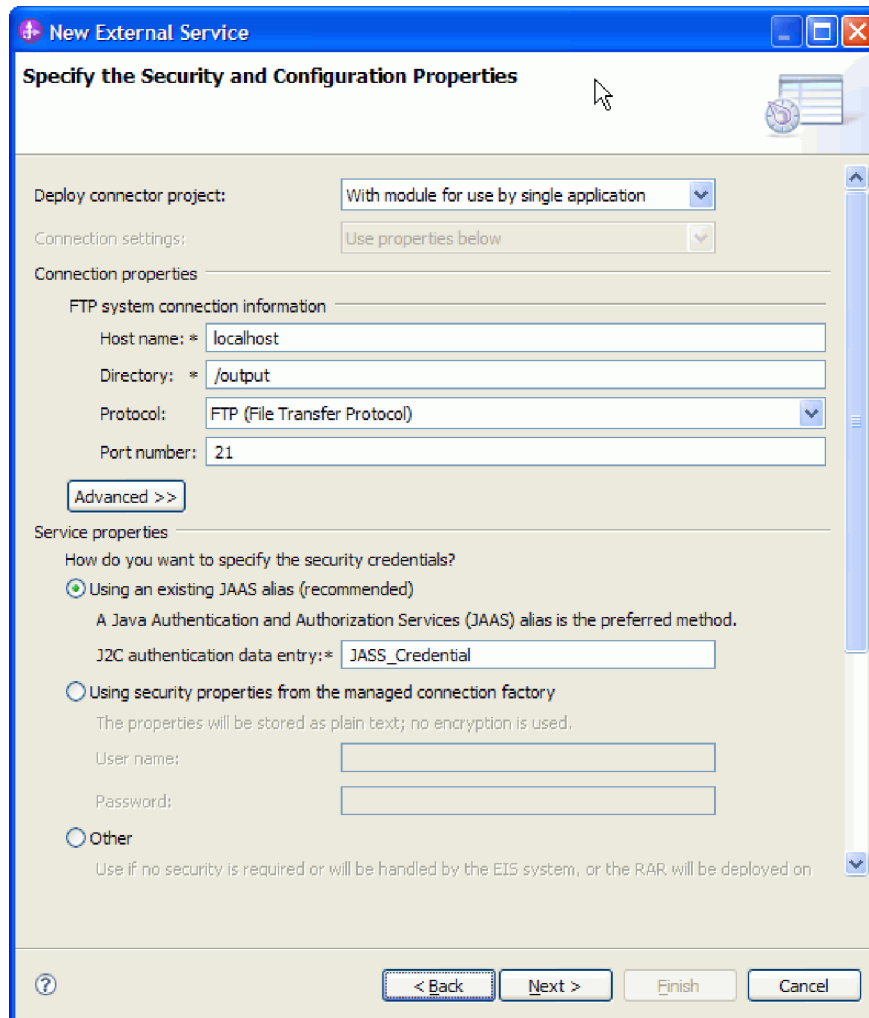 New External Service
Specify the Security and Configuration Properties
Deploy connector project: With module for use by single application
Connection settings: Use properties below
Connection properties
FTP system connection information
Host name: * localhost
Directory: * /output
Protocol: FTP (File Transfer Protocol)
Port number: 21
Advanced >>
Service properties
How do you want to specify the security credentials?
Using an existing JAAS alias (recommended)
A Java Authentication and Authorization Services (JAAS) alias is the preferred method.
J2C authentication data entry:* JASS_Credential
Using security properties from the managed connection factory
The properties will be stored as plain text; no encryption is used.
User name:
Password:
Other
Use if no security is required or will be handled by the EIS system, or the RAR will be deployed on
? < Back Next > Finish Cancel